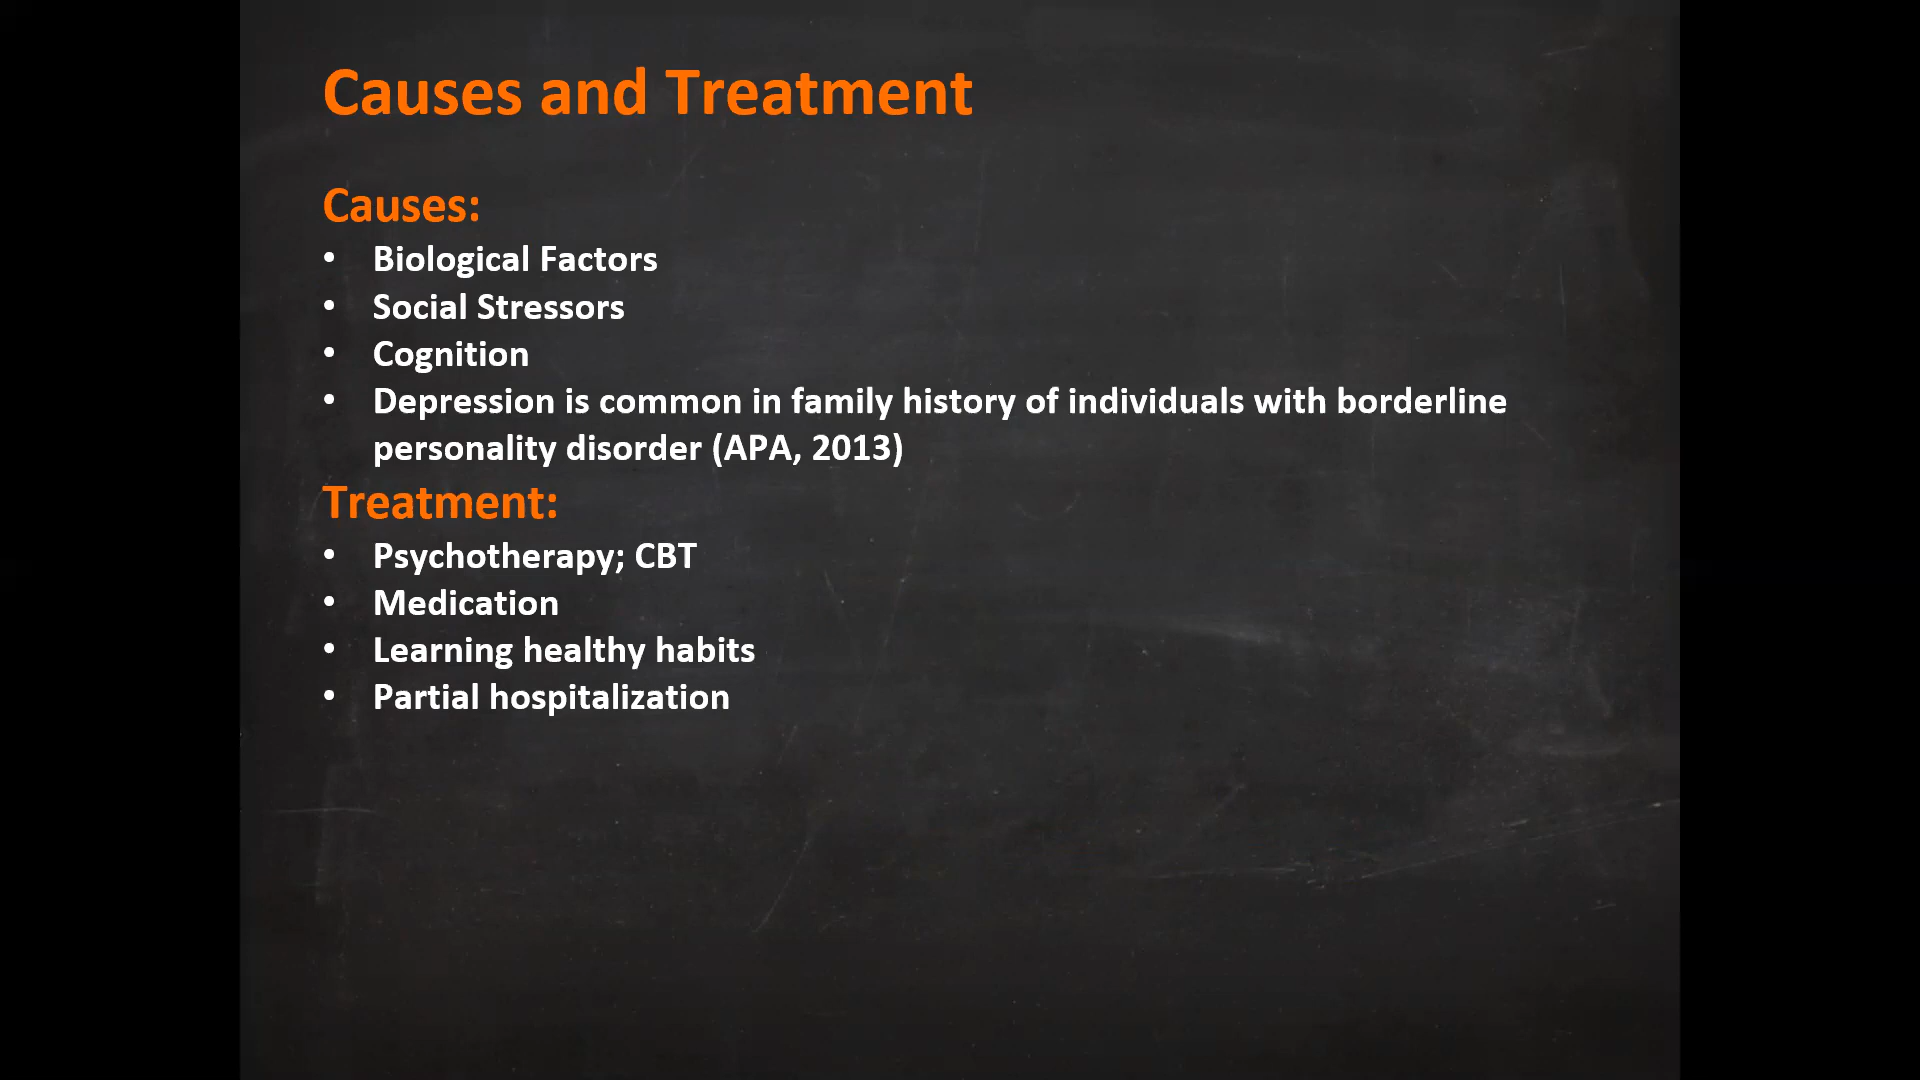 Causes and Treatment
Causes:
• Biological Factors
• Social Stressors
• Cognition
• Depression is common in family history of individuals with borderline
personality disorder (APA, 2013)
Treatment:
• Psychotherapy; CBT
• Medication
• Learning healthy habits
• Partial hospitalization